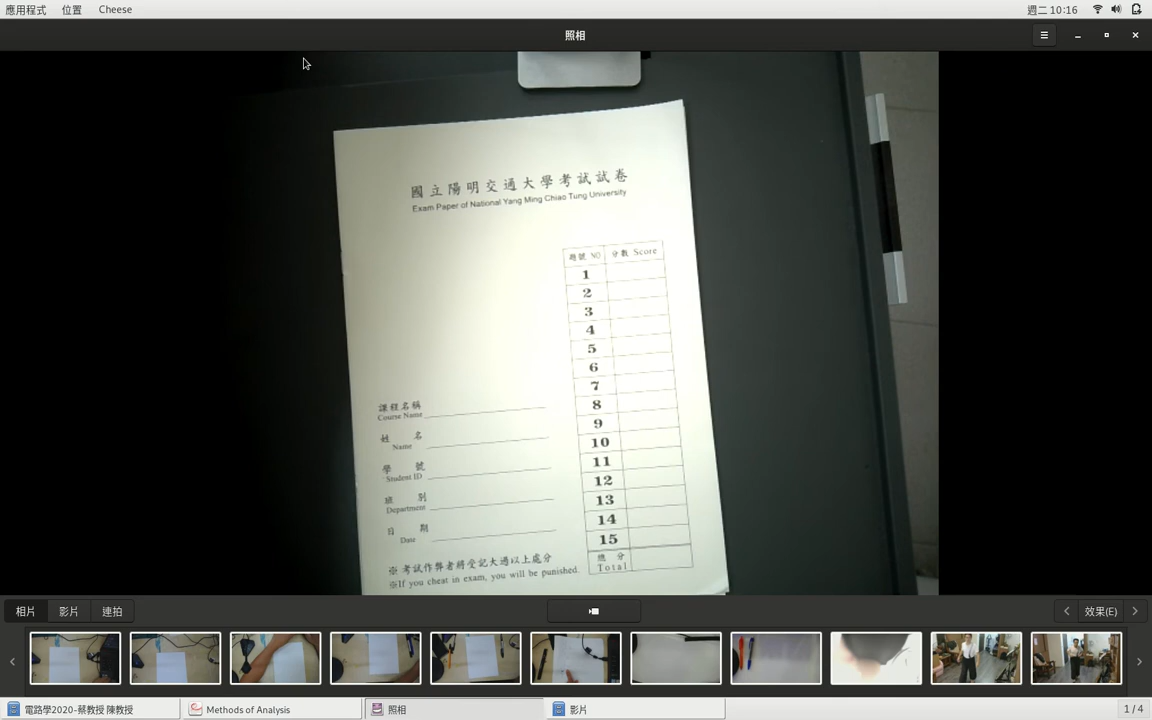 應用程式 位置 Cheese 週二 10:16
照相
國立陽明交通大學考試試卷
Exam Paper of National Yang Ming Chiao Tung University
題號 NO 分數 Score
1
2
3
4
5
6
7
8
9
10
11
12
13
14
15
總分
Total
課程名稱
Course Name
姓名
Name
學號
Student ID
班別
Department
日期
Date
※考試作弊者將受記大過以上處分
※If you cheat in exam, you will be punished.
相片 影片 連拍 效果(E)
電路學2020-蔡教授 陳教授 Methods of Analysis 照相 影片 1 / 4